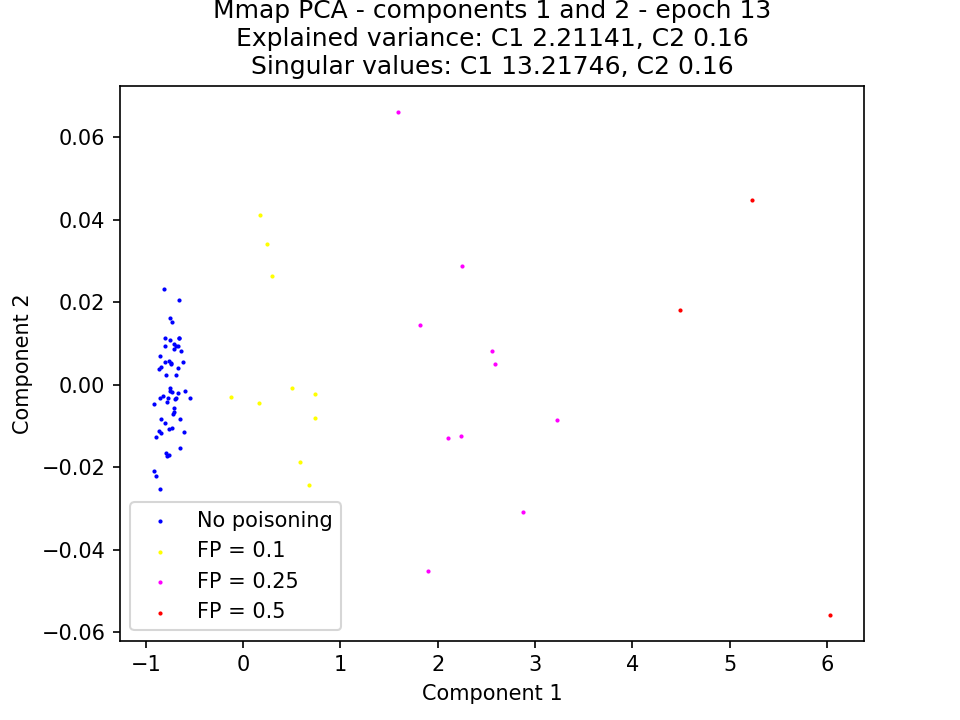 Mmap PCA - components 1 and 2 - epoch 13
Explained variance: C1 2.21141, C2 0.16
Singular values: C1 13.21746, C2 0.16
0.06
0.04
0.02
0.00
−0.02
−0.04
−0.06
Component 2
No poisoning
FP = 0.1
FP = 0.25
FP = 0.5
−1 0 1 2 3 4 5 6
Component 1